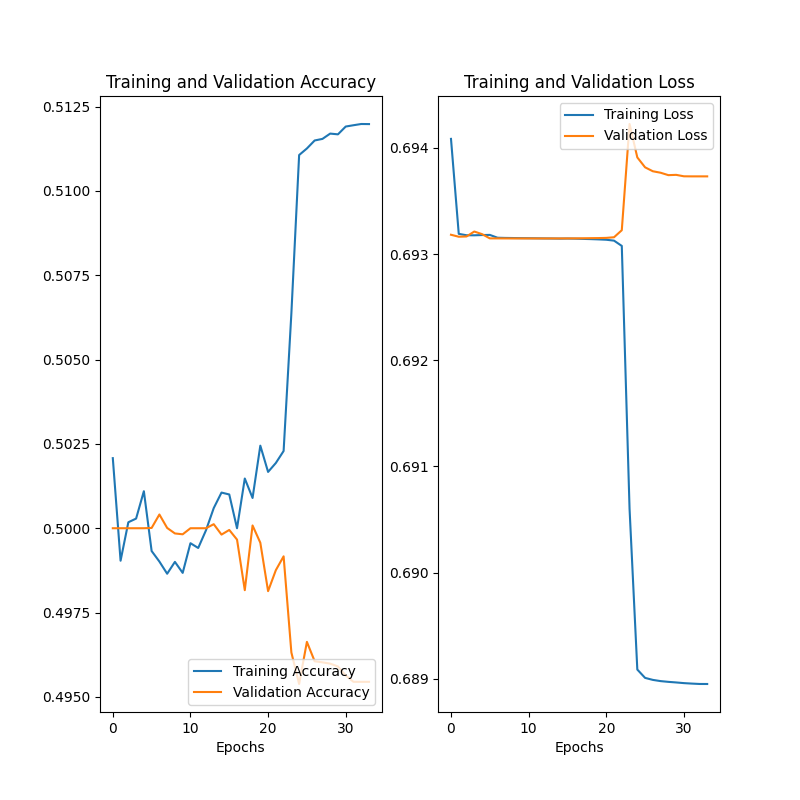 Training and Validation Accuracy
0.5125
0.5100
0.5075
0.5050
0.5025
0.5000
0.4975
0.4950
Training Accuracy
Validation Accuracy
0 10 20 30
Epochs
Training and Validation Loss
Training Loss
Validation Loss
0.694
0.693
0.692
0.691
0.690
0.689
0 10 20 30
Epochs